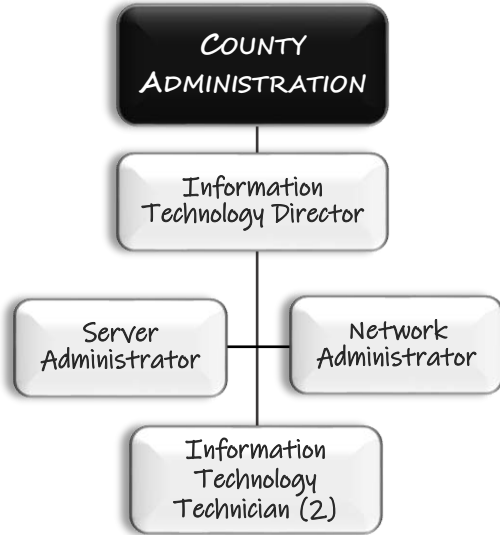 COUNTY
ADMINISTRATION
Information
Technology Director
Server
Administrator
Network
Administrator
Information
Technology
Technician (2)